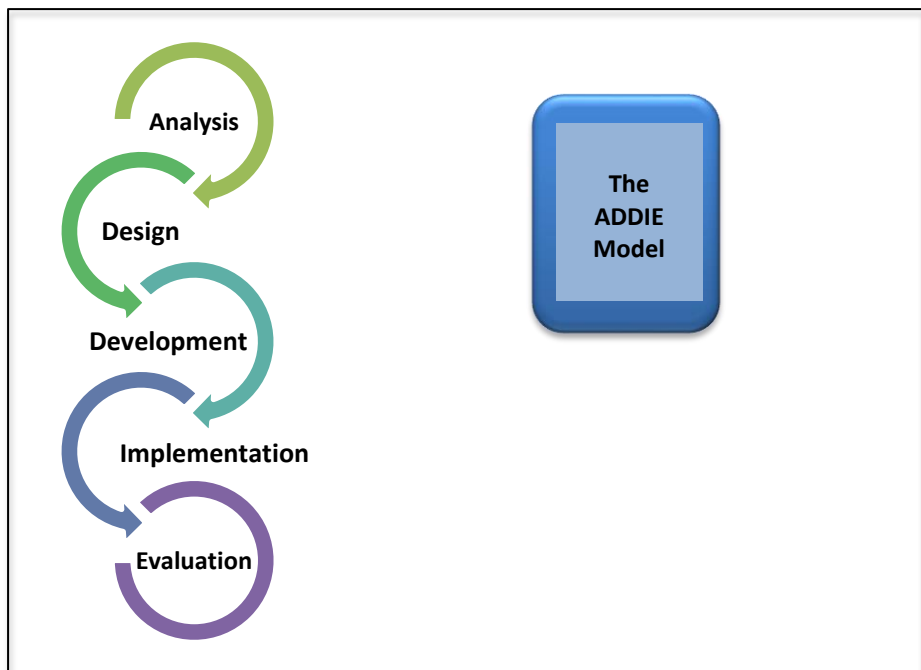 Analysis
Design
Development
Implementation
Evaluation
The
ADDIE
Model